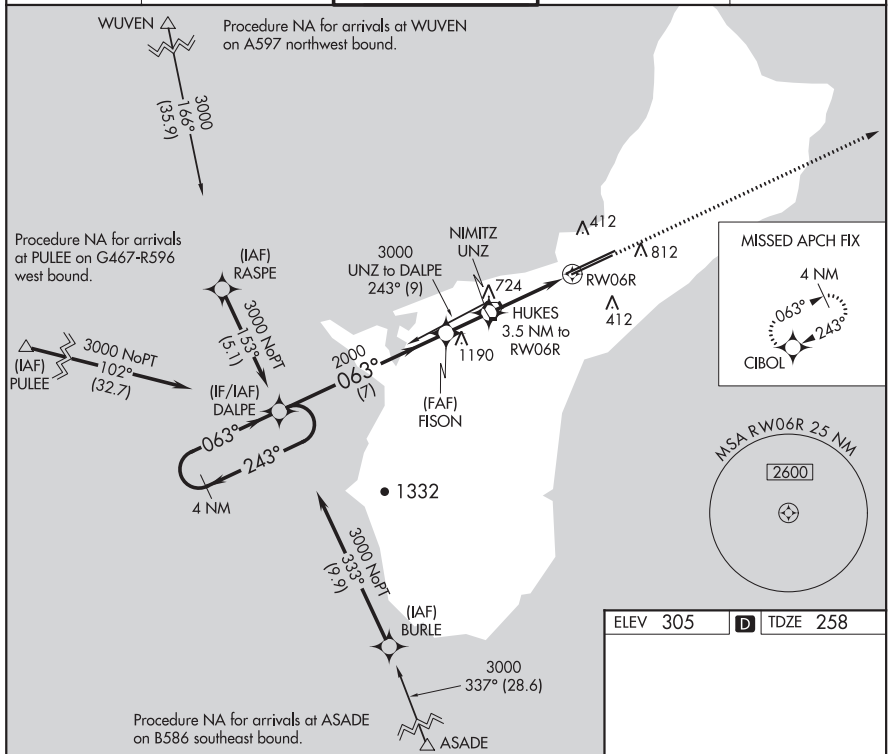 WUVEN
Procedure NA for arrivals at WUVEN
on A597 northwest bound.
3000
166°
(35.9)
Procedure NA for arrivals
at PULEE on G467-R596
west bound.
(IAF)
RASPE
3000 NoPT
153°
(5.1)
(IAF)
PULEE
3000 NoPT
102°
(32.7)
(IF/IAF)
DALPE
063°
243°
4 NM
2000
063°
(7)
3000
UNZ to DALPE
243° (9)
NIMITZ
UNZ
724
HUKES
3.5 NM to
RW06R
1190
(FAF)
FISON
412
812
RW06R
412
MISSED APCH FIX
4 NM
063°
243°
CIBOL
MSA RW06R 25 NM
2600
1332
3000 NoPT
333°
(9.9)
(IAF)
BURLE
3000
337° (28.6)
Procedure NA for arrivals at ASADE
on B586 southeast bound.
ASADE
ELEV 305 D TDZE 258